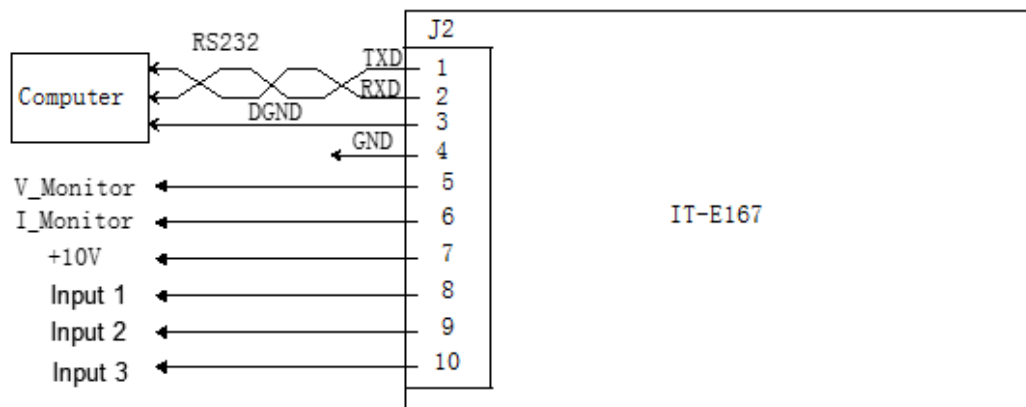 J2
RS232
TXD
1
Computer
RXD
2
DGND
3
GND
4
V_Monitor
5
I_Monitor
6
IT-E167
+10V
7
Input 1
8
Input 2
9
Input 3
10